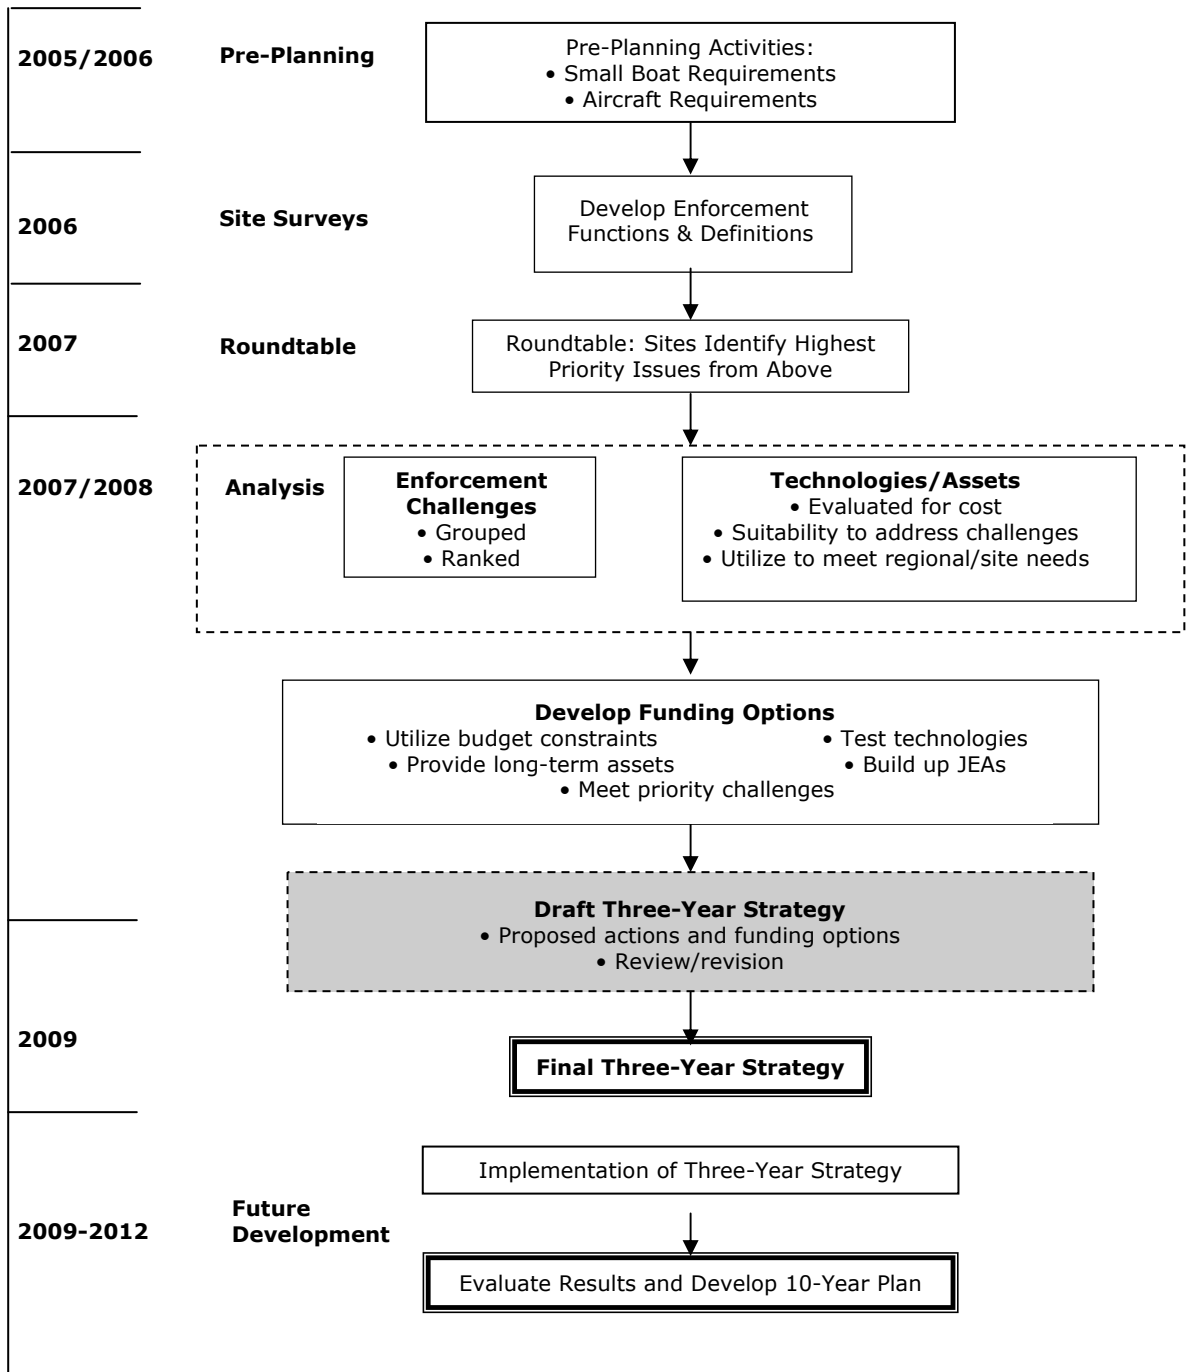 2005/2006
Pre-Planning
Pre-Planning Activities:
• Small Boat Requirements
• Aircraft Requirements
2006
Site Surveys
Develop Enforcement
Functions & Definitions
2007
Roundtable
Roundtable: Sites Identify Highest
Priority Issues from Above
2007/2008
Analysis
Enforcement
Challenges
• Grouped
• Ranked
Technologies/Assets
• Evaluated for cost
• Suitability to address challenges
• Utilize to meet regional/site needs
Develop Funding Options
• Utilize budget constraints
• Test technologies
• Provide long-term assets
• Build up JEAs
• Meet priority challenges
Draft Three-Year Strategy
• Proposed actions and funding options
• Review/revision
2009
Final Three-Year Strategy
2009-2012
Future
Development
Implementation of Three-Year Strategy
Evaluate Results and Develop 10-Year Plan